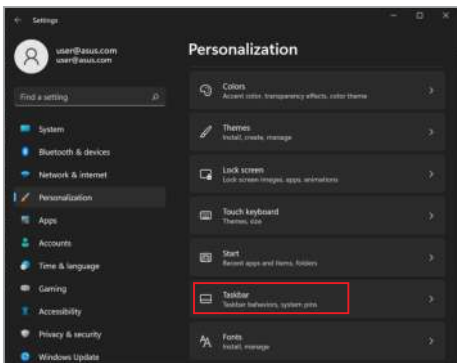 Settings
user@asus.com
user@asus.com
Find a setting
System
Bluetooth & devices
Network & internet
Personalization
Apps
Accounts
Time & language
Gaming
Accessibility
Privacy & security
Windows Update
Personalization
Colors
Accent color, transparency effects, color theme
Themes
Install, create, manage
Lock screen
Lock screen images, apps, animations
Touch keyboard
Themes, size
Start
Recent apps and items, folders
Taskbar
Taskbar behaviors, system pins
Fonts
Install, manage